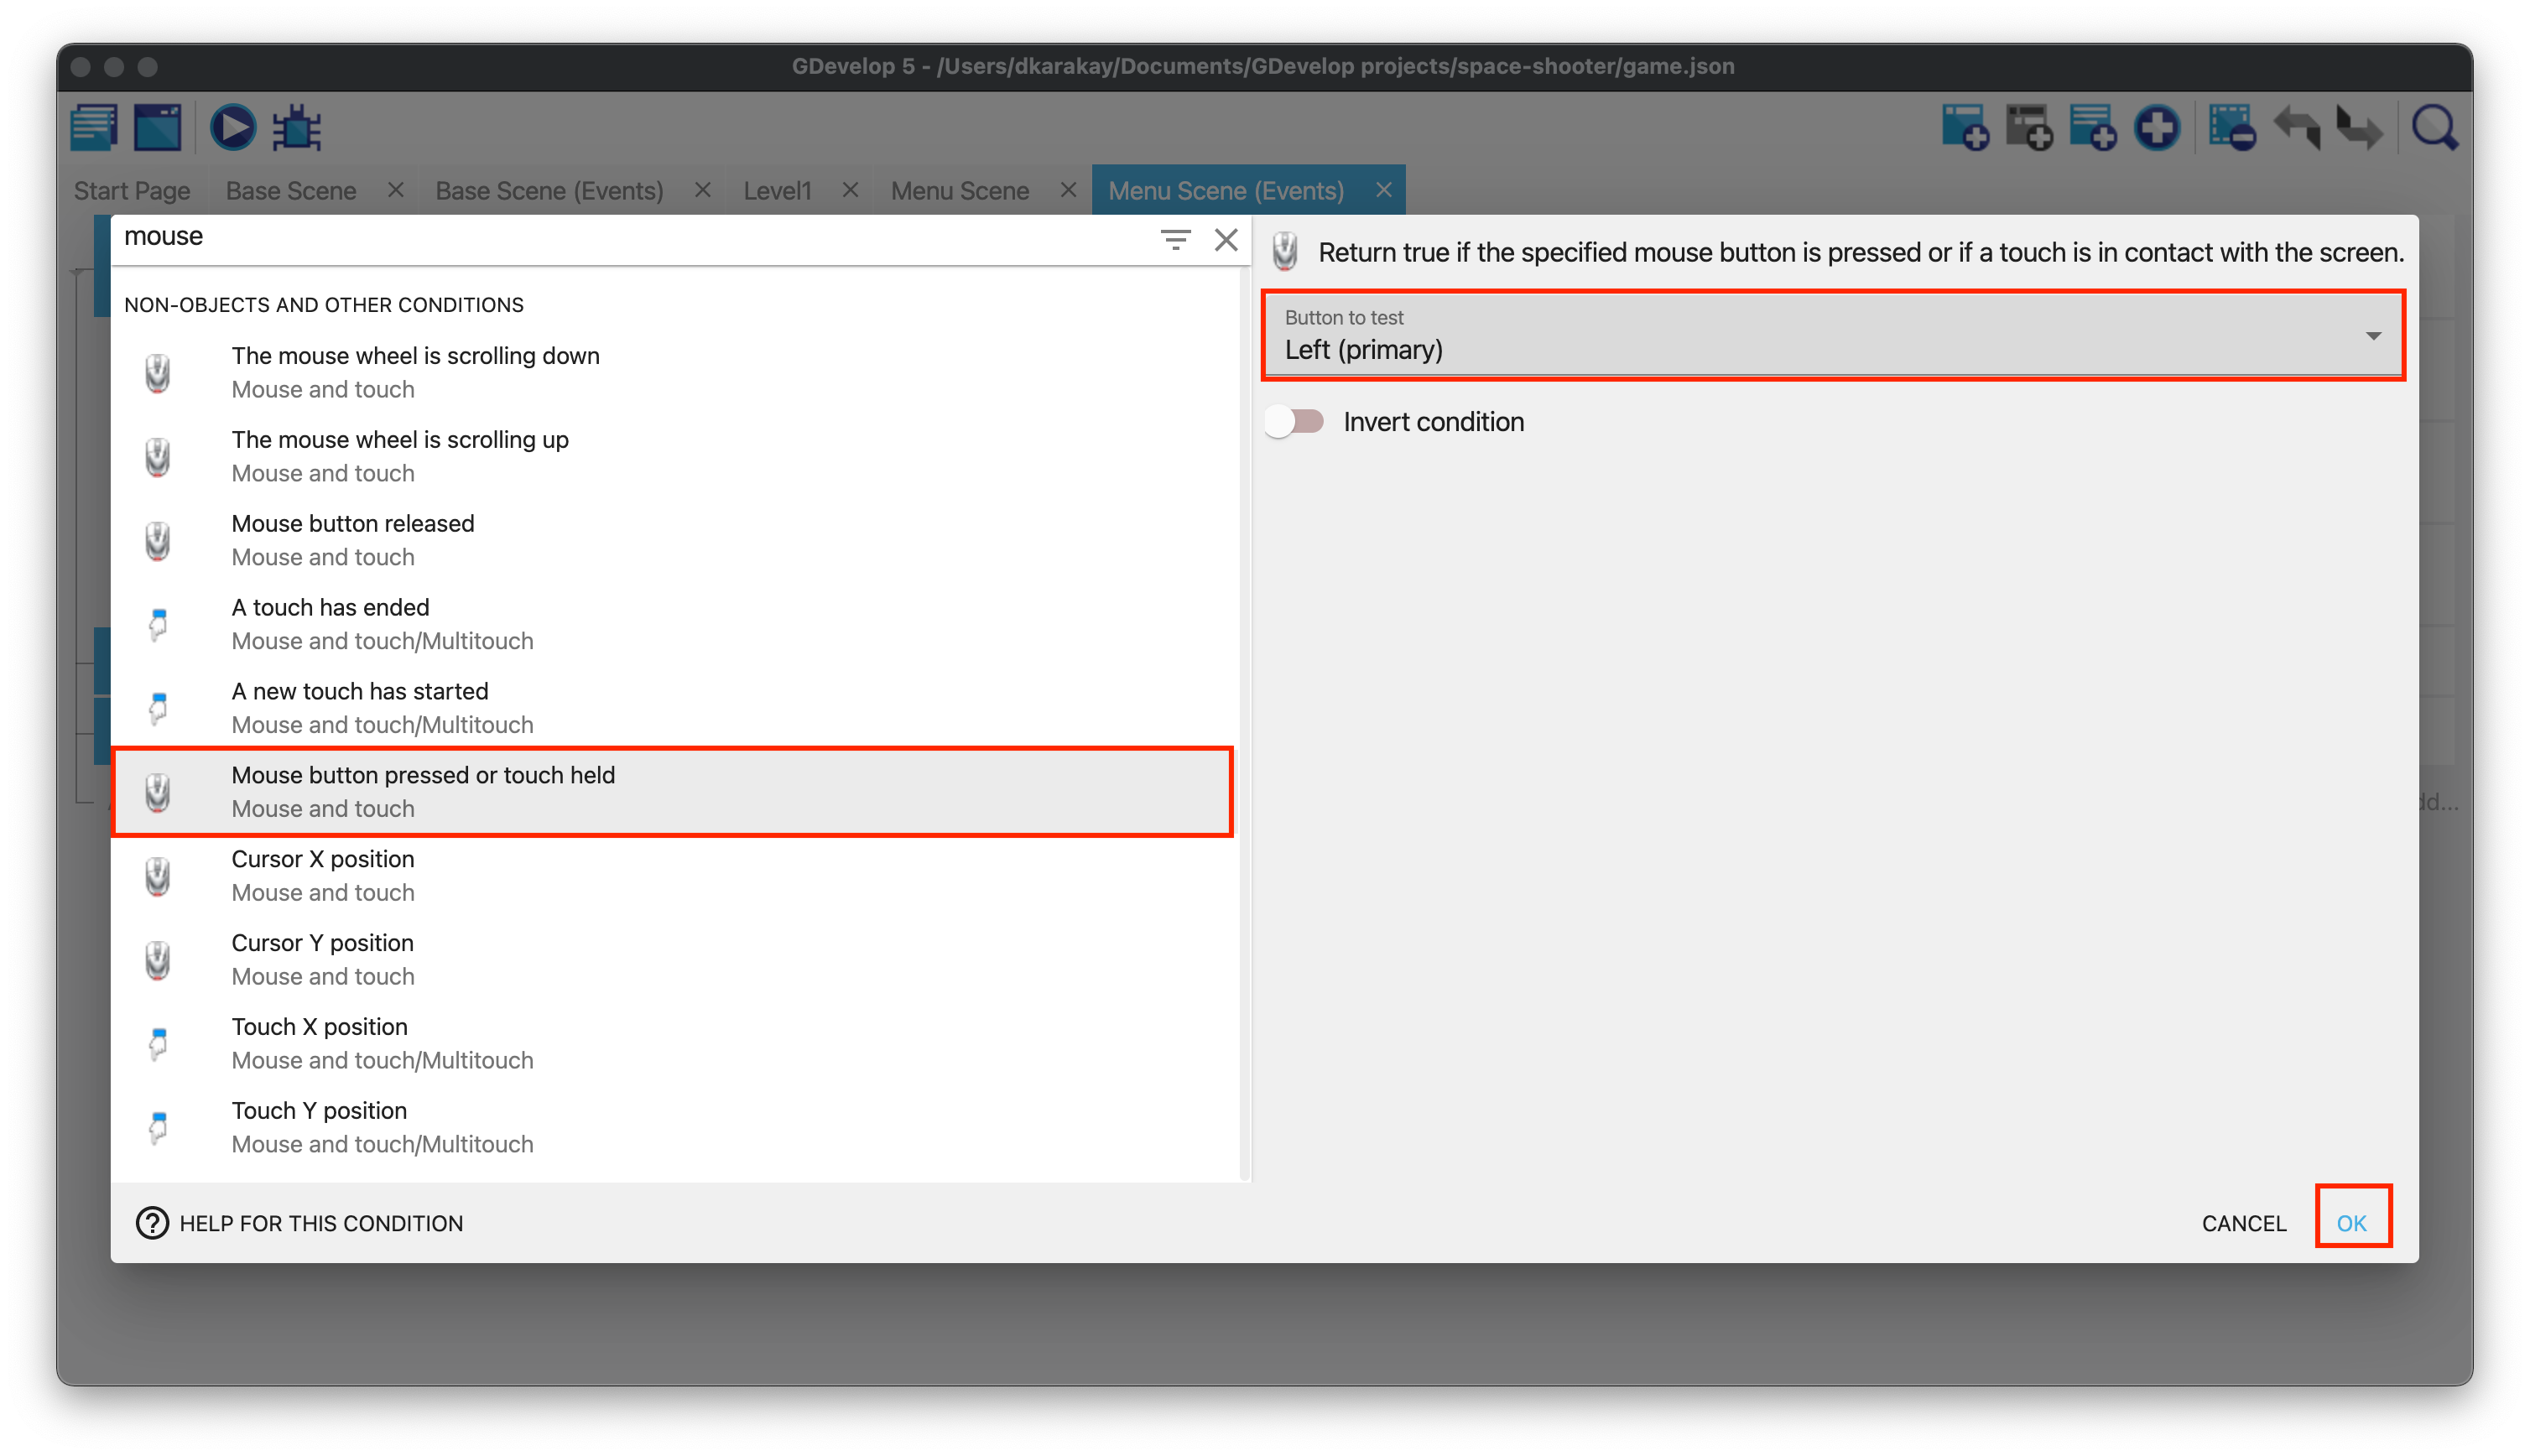 GDevelop 5 - /Users/dkarakay/Documents/GDevelop projects/space-shooter/game.json
Start Page
Base Scene
Base Scene (Events)
Level1
Menu Scene
Menu Scene (Events)
mouse
NON-OBJECTS AND OTHER CONDITIONS
The mouse wheel is scrolling down
Mouse and touch
The mouse wheel is scrolling up
Mouse and touch
Mouse button released
Mouse and touch
A touch has ended
Mouse and touch/Multitouch
A new touch has started
Mouse and touch/Multitouch
Mouse button pressed or touch held
Mouse and touch
Cursor X position
Mouse and touch
Cursor Y position
Mouse and touch
Touch X position
Mouse and touch/Multitouch
Touch Y position
Mouse and touch/Multitouch
Return true if the specified mouse button is pressed or if a touch is in contact with the screen.
Button to test
Left (primary)
Invert condition
HELP FOR THIS CONDITION
CANCEL
OK